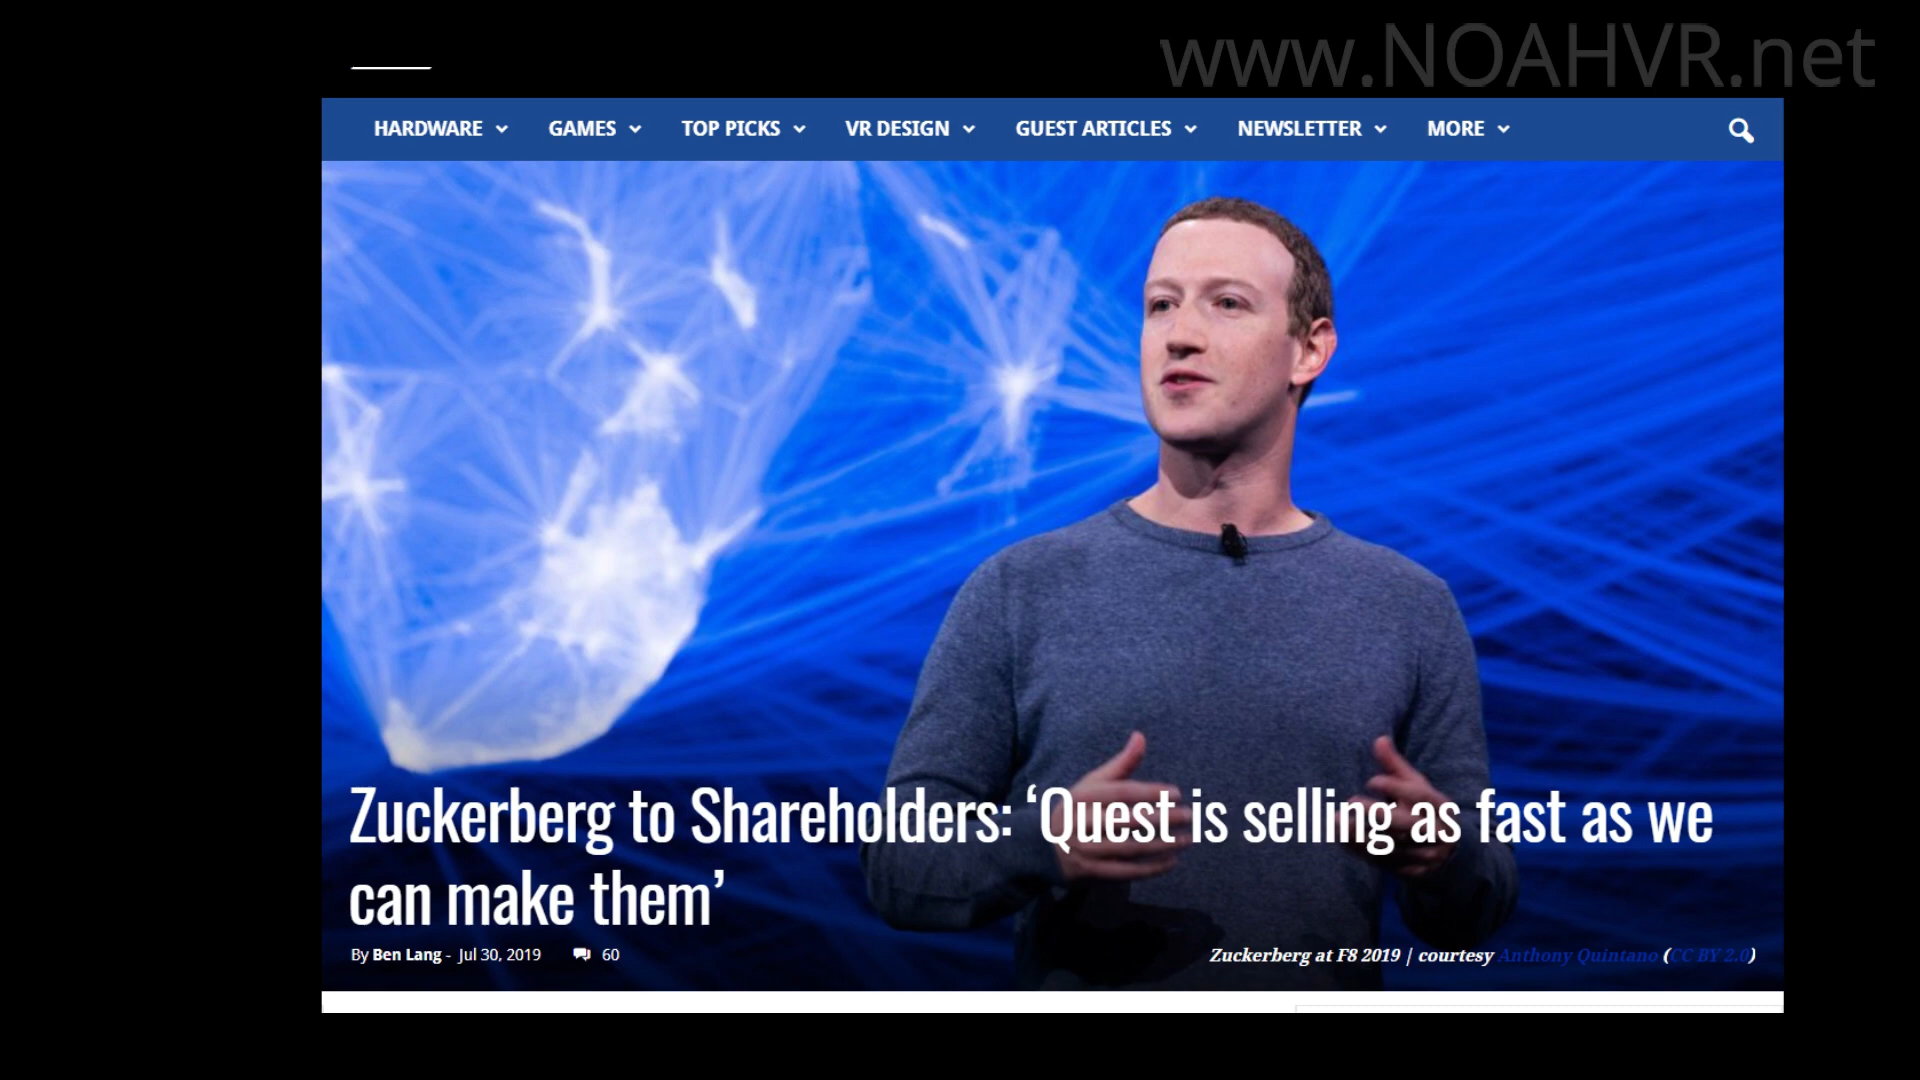 www.NOAHVR.net
HARDWARE GAMES TOP PICKS VR DESIGN GUEST ARTICLES NEWSLETTER MORE
Zuckerberg to Shareholders: ‘Quest is selling as fast as we
can make them’
By Ben Lang - Jul 30, 2019 60
Zuckerberg at F8 2019 | courtesy Anthony Quintano (CC BY 2.0)